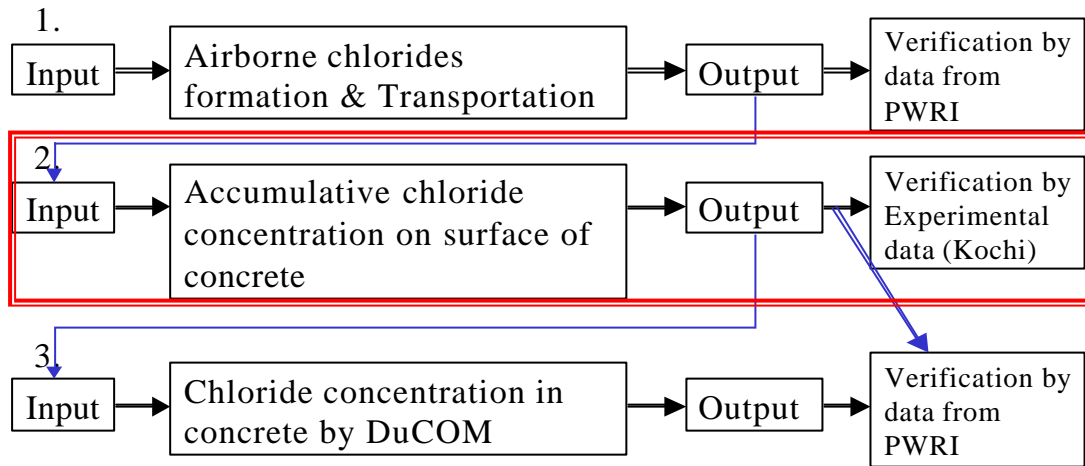 1.
Input
Airborne chlorides
formation & Transportation
Output
Verification by
data from
PWRI
2.
Input
Accumulative chloride
concentration on surface of
concrete
Output
Verification by
Experimental
data (Kochi)
3.
Input
Chloride concentration in
concrete by DuCOM
Output
Verification by
data from
PWRI